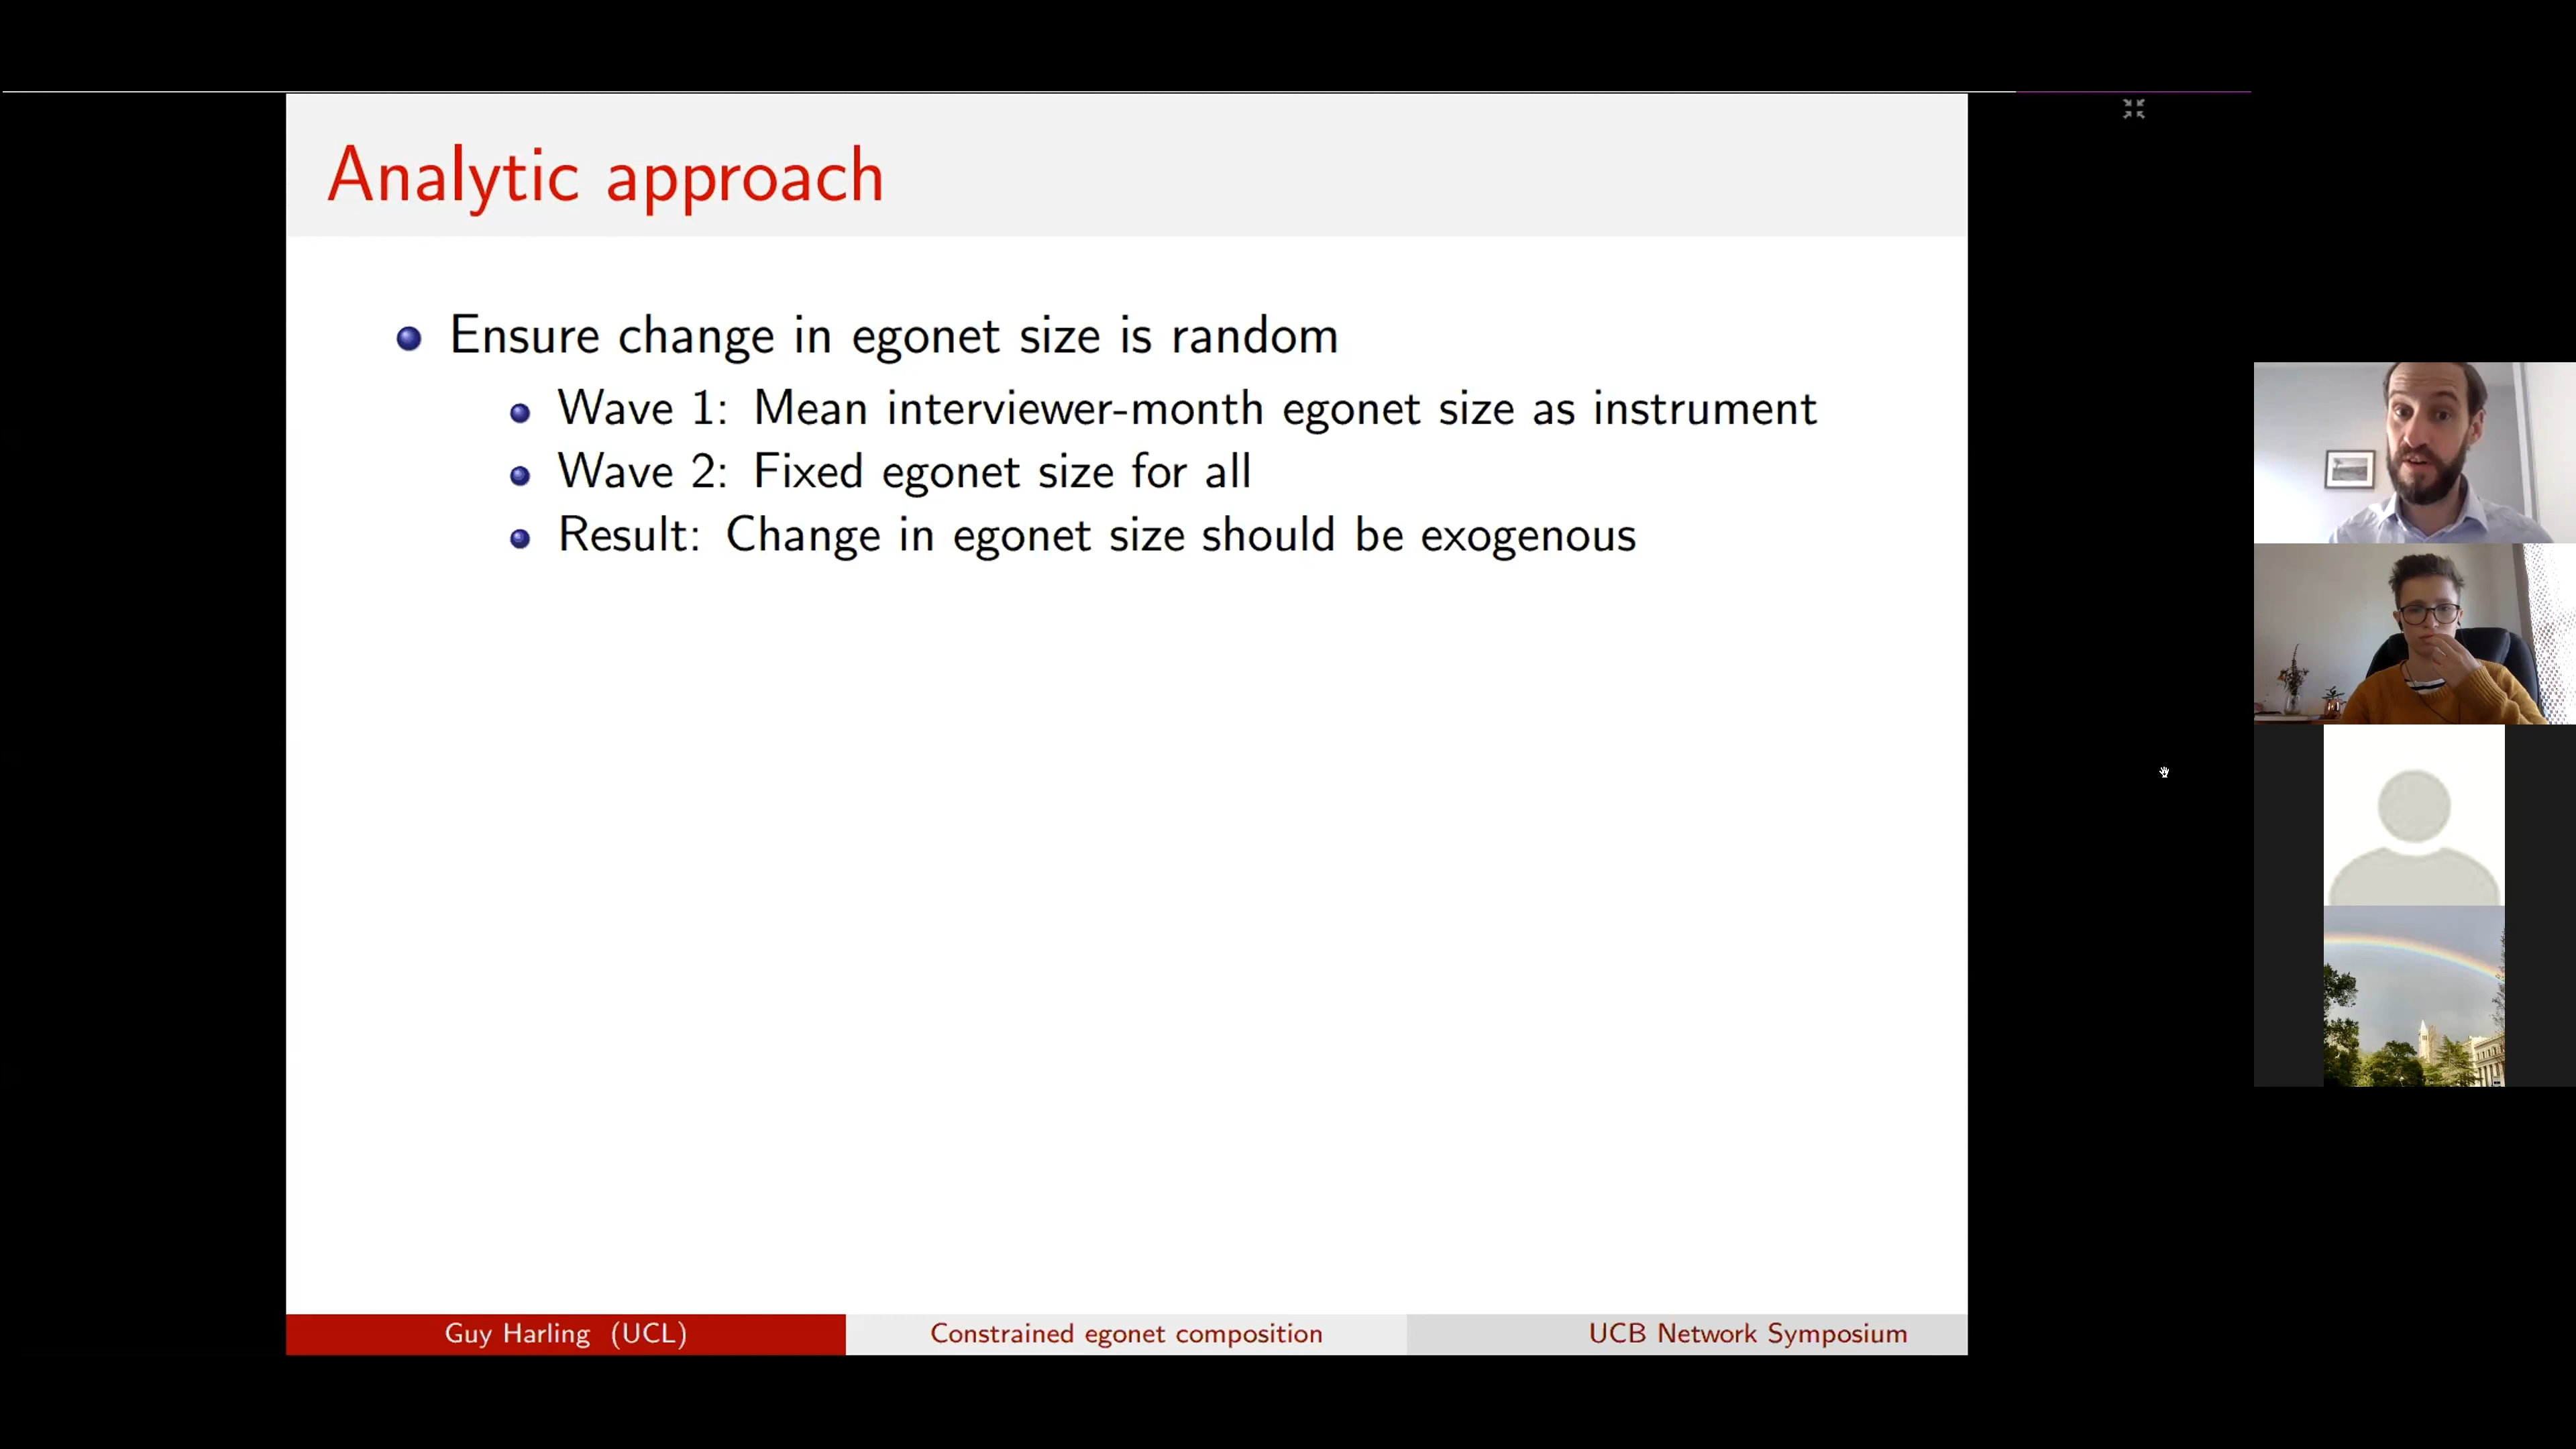 Analytic approach
Ensure change in egonet size is random
Wave 1: Mean interviewer-month egonet size as instrument
Wave 2: Fixed egonet size for all
Result: Change in egonet size should be exogenous
Guy Harling (UCL)
Constrained egonet composition
UCB Network Symposium